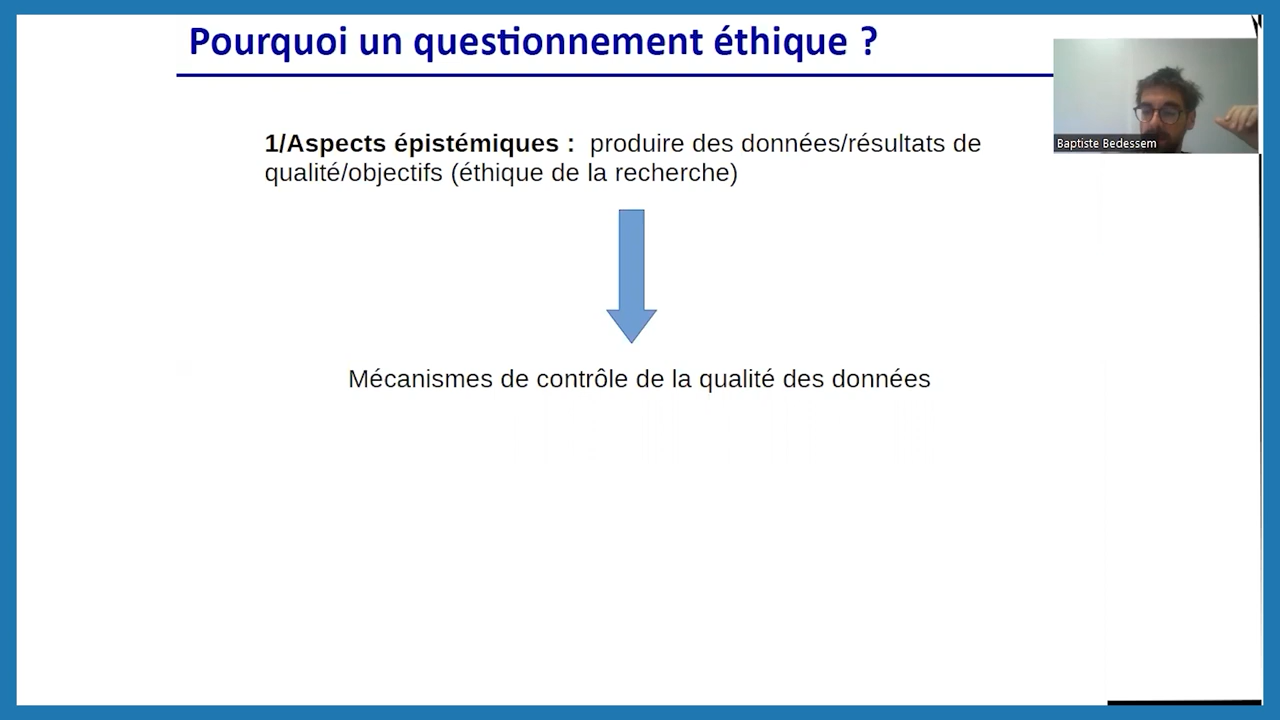 Pourquoi un questionnement éthique ?
Baptiste Bedessem
1/Aspects épistémiques : produire des données/résultats de
qualité/objectifs (éthique de la recherche)
Mécanismes de contrôle de la qualité des données